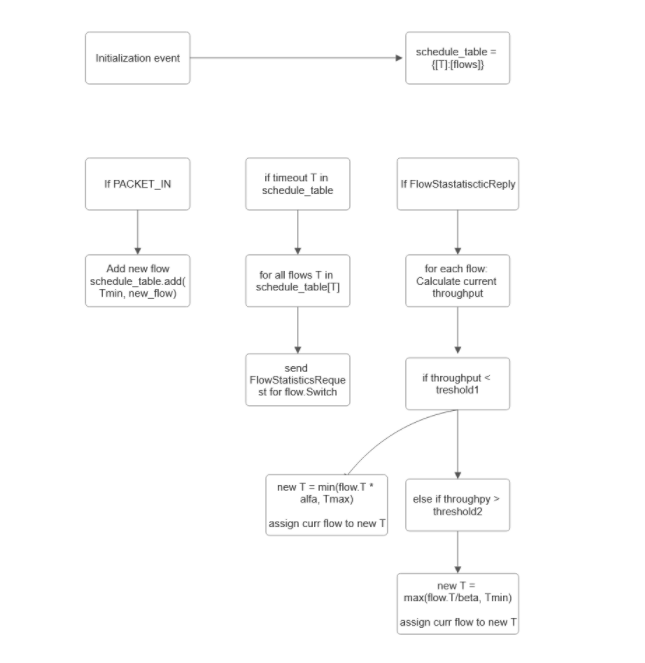 Initialization event
schedule_table =
{[T]:[flows]}
If PACKET_IN
if timeout T in
schedule_table
If FlowStastatiscticReply
Add new flow
schedule_table.add(
Tmin, new_flow)
for all flows T in
schedule_table[T]
for each flow:
Calculate current
throughput
send
FlowStatisticsReque
st for flow.Switch
if throughput <
treshold1
new T = min(flow.T *
alfa, Tmax)
assign curr flow to new T
else if throughpy >
threshold2
new T =
max(flow.T/beta, Tmin)
assign curr flow to new T